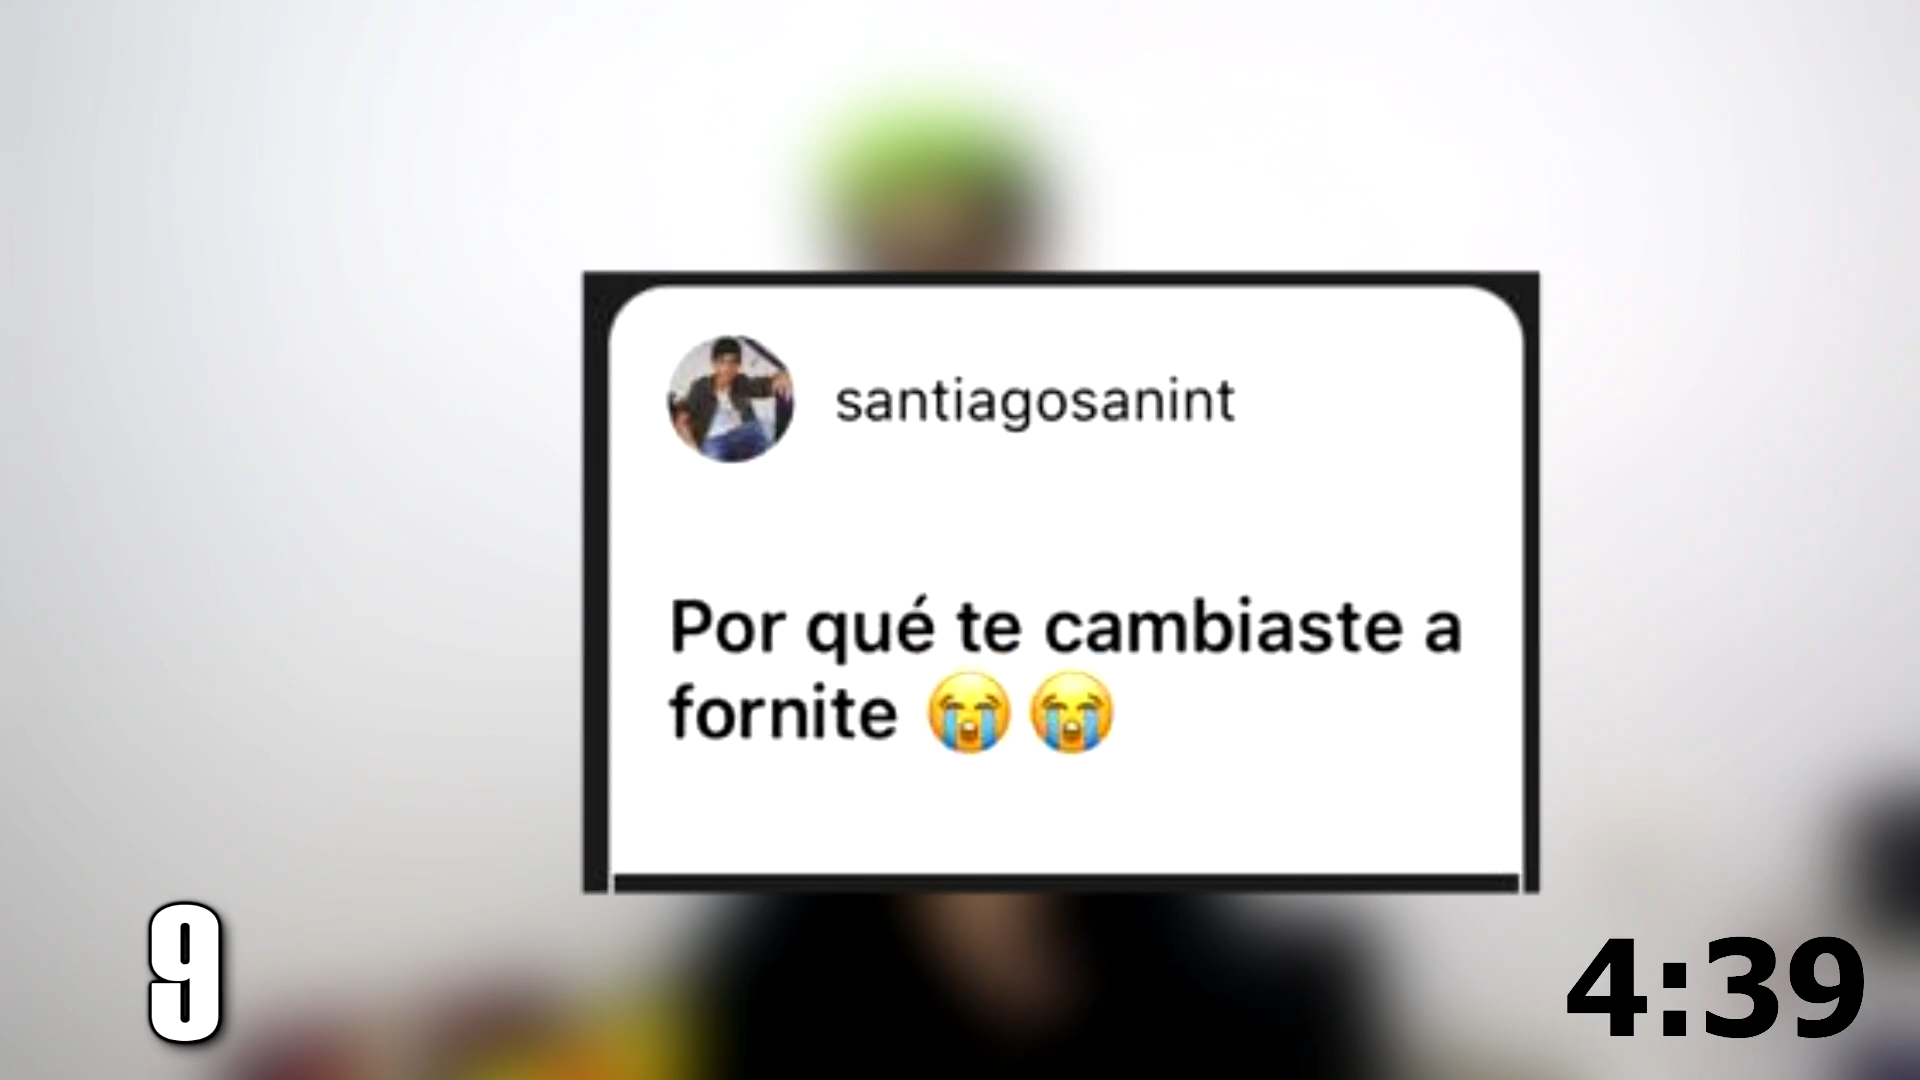 santiagosanint
Por qué te cambiaste a
fornite 😭😭
9
4:39